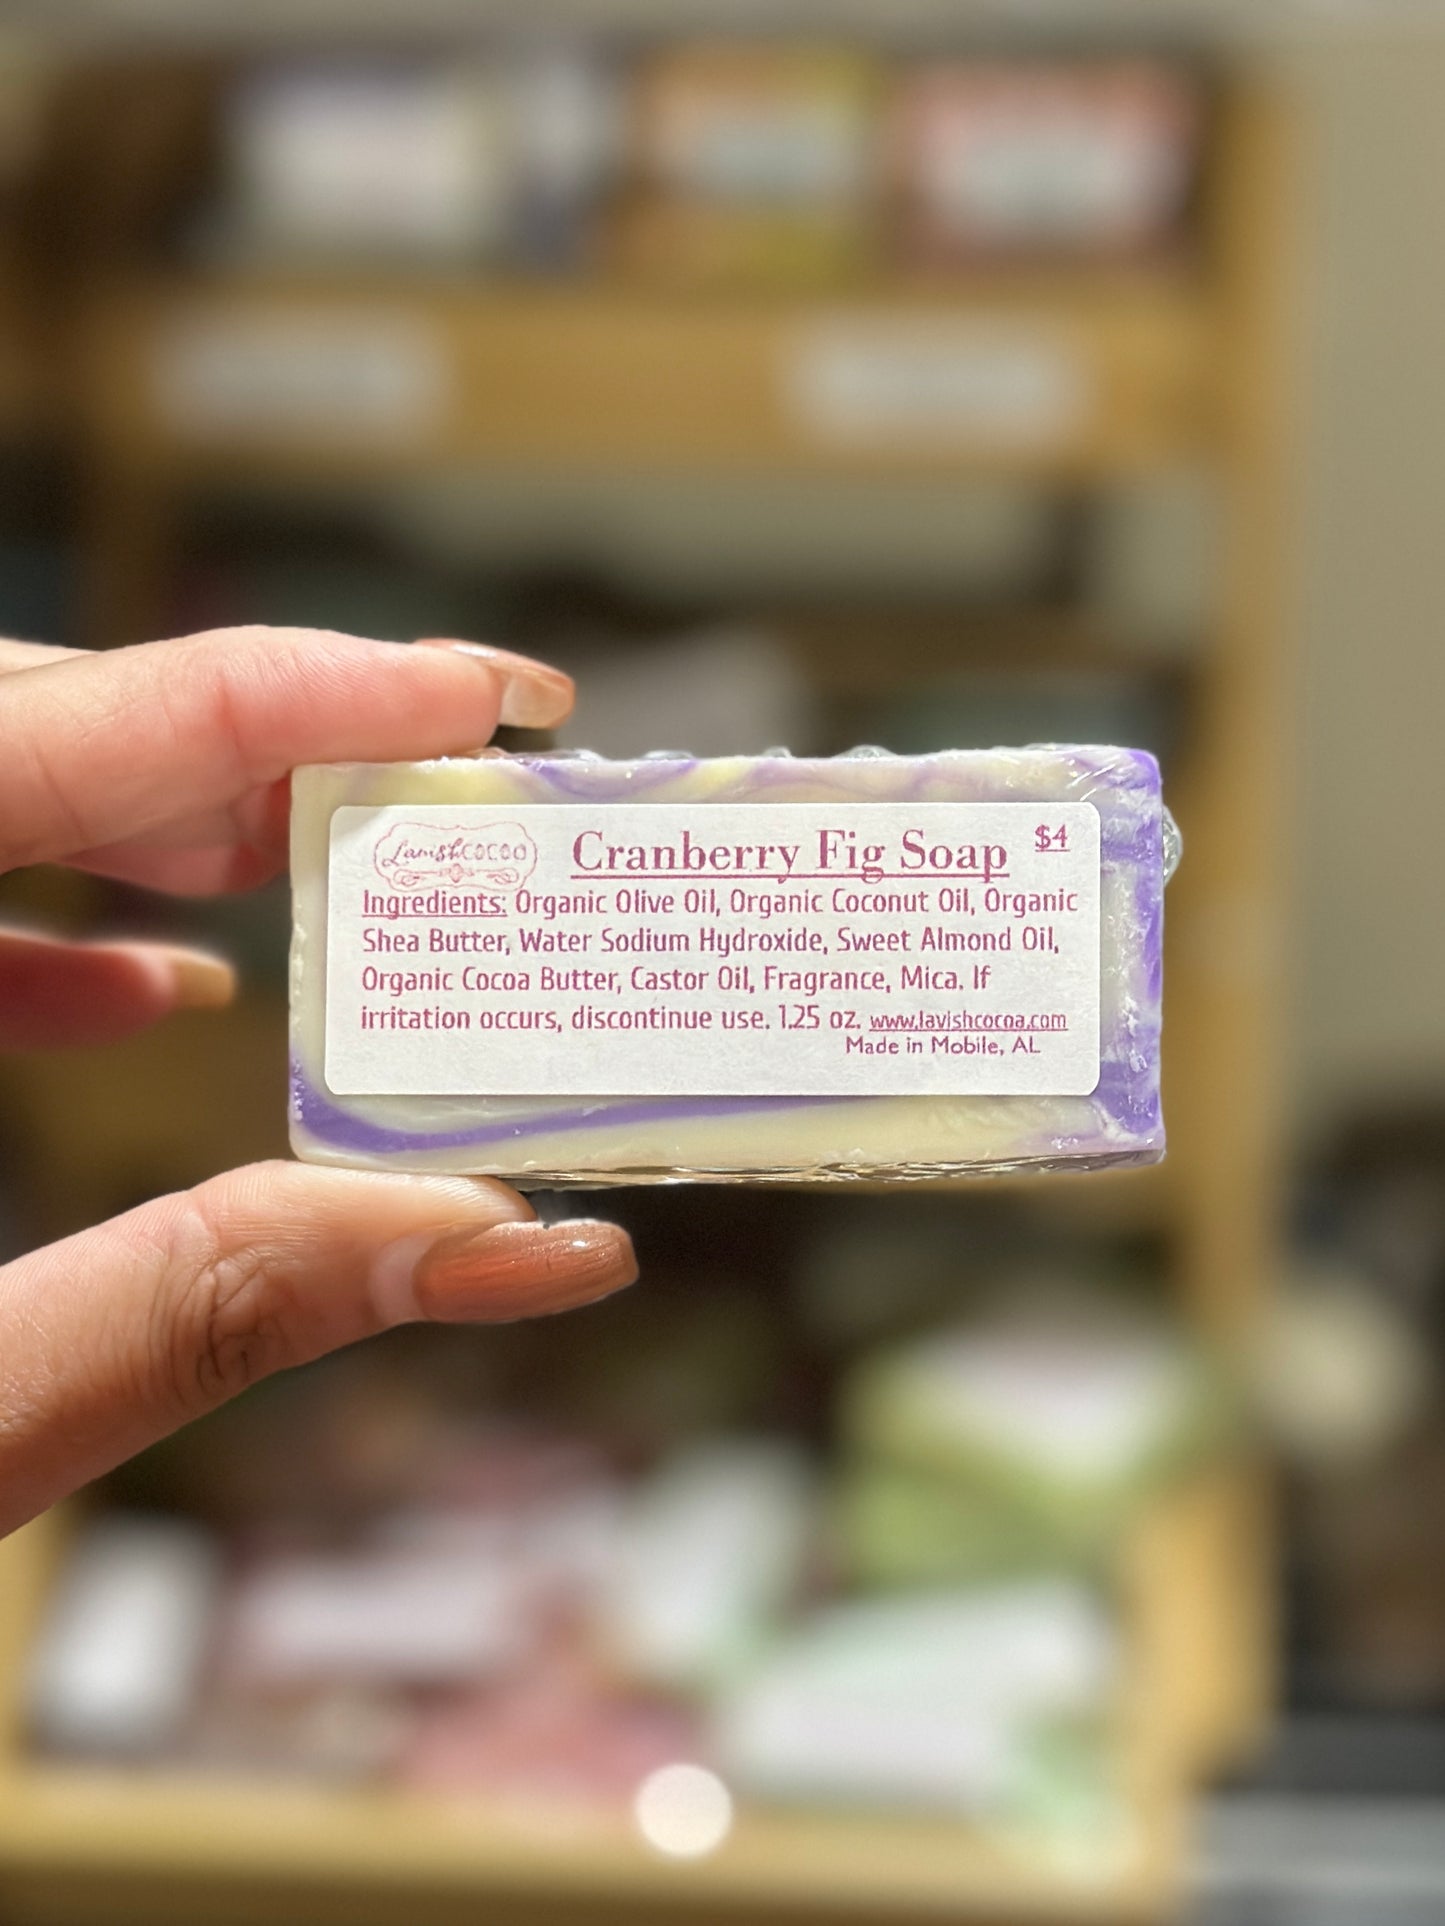 Lavishcocoa
Cranberry Fig Soap
$4
Ingredients: Organic Olive Oil, Organic Coconut Oil, Organic
Shea Butter, Water Sodium Hydroxide, Sweet Almond Oil,
Organic Cocoa Butter, Castor Oil, Fragrance, Mica. If
irritation occurs, discontinue use. 1.25 oz. www.lavishcocoa.com
Made in Mobile, AL